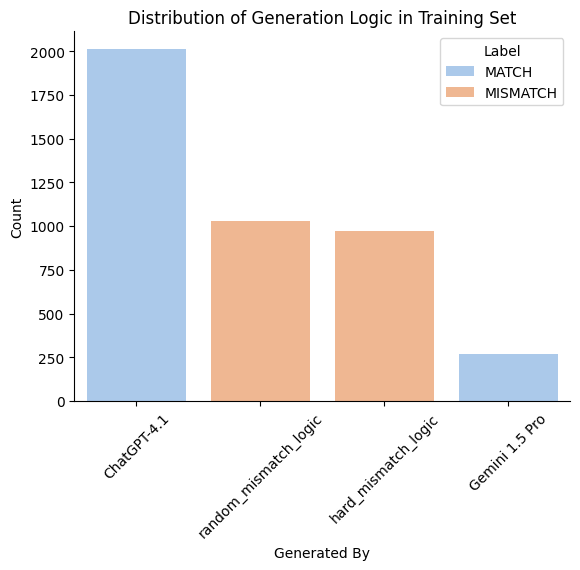 Distribution of Generation Logic in Training Set
Label
MATCH
MISMATCH
Count
2000
1750
1500
1250
1000
750
500
250
0
ChatGPT-4.1
random_mismatch_logic
hard_mismatch_logic
Gemini 1.5 Pro
Generated By